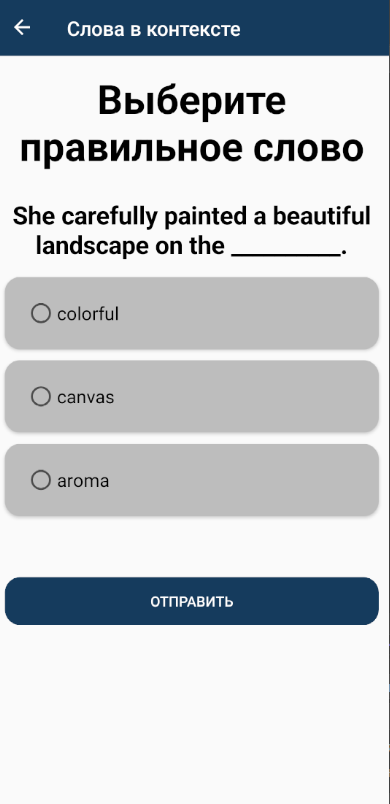 Слова в контексте
Выберите
правильное слово
She carefully painted a beautiful
landscape on the _________.
colorful
canvas
aroma
ОТПРАВИТЬ